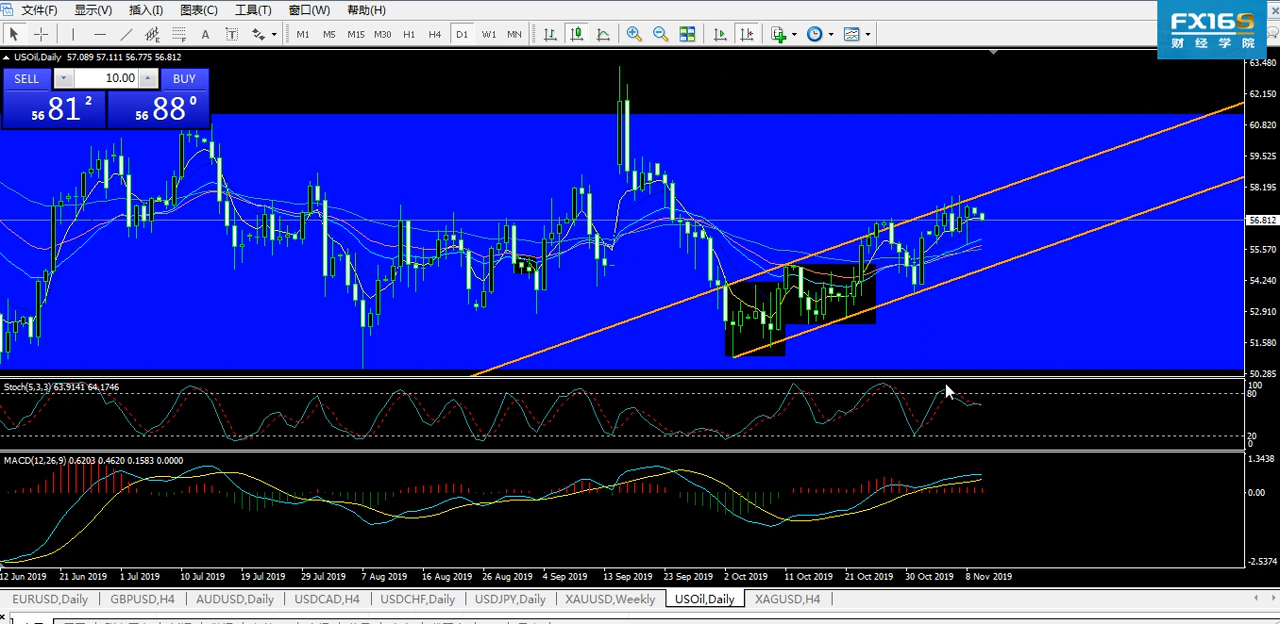 文件(F) 显示(V) 插入(I) 图表(C) 工具(T) 窗口(W) 帮助(H)
FX168
财经学院
A T M1 M5 M15 M30 H1 H4 D1 MN
USOil,Daily 57.089 57.111 56.775 56.812
SELL 10.00 BUY
56 81 2 56 88 0
63.480
62.150
60.820
59.525
58.195
56.812
55.570
54.240
52.910
51.580
50.285
Stoch(5,3,3) 63.9141 64.1746
100
80
20
0
MACD(12,26,9) 0.6203 0.4620 0.1583 0.0000
1.3438
0.00
-2.5374
12 Jun 2019 21 Jun 2019 1 Jul 2019 10 Jul 2019 19 Jul 2019 29 Jul 2019 7 Aug 2019 16 Aug 2019 26 Aug 2019 4 Sep 2019 13 Sep 2019 23 Sep 2019 2 Oct 2019 11 Oct 2019 21 Oct 2019 30 Oct 2019 8 Nov 2019
EURUSD,Daily GBPUSD,H4 AUDUSD,Daily USDCAD,H4 USDCHF,Daily USDJPY,Daily XAUUSD,Weekly USOil,Daily XAGUSD,H4